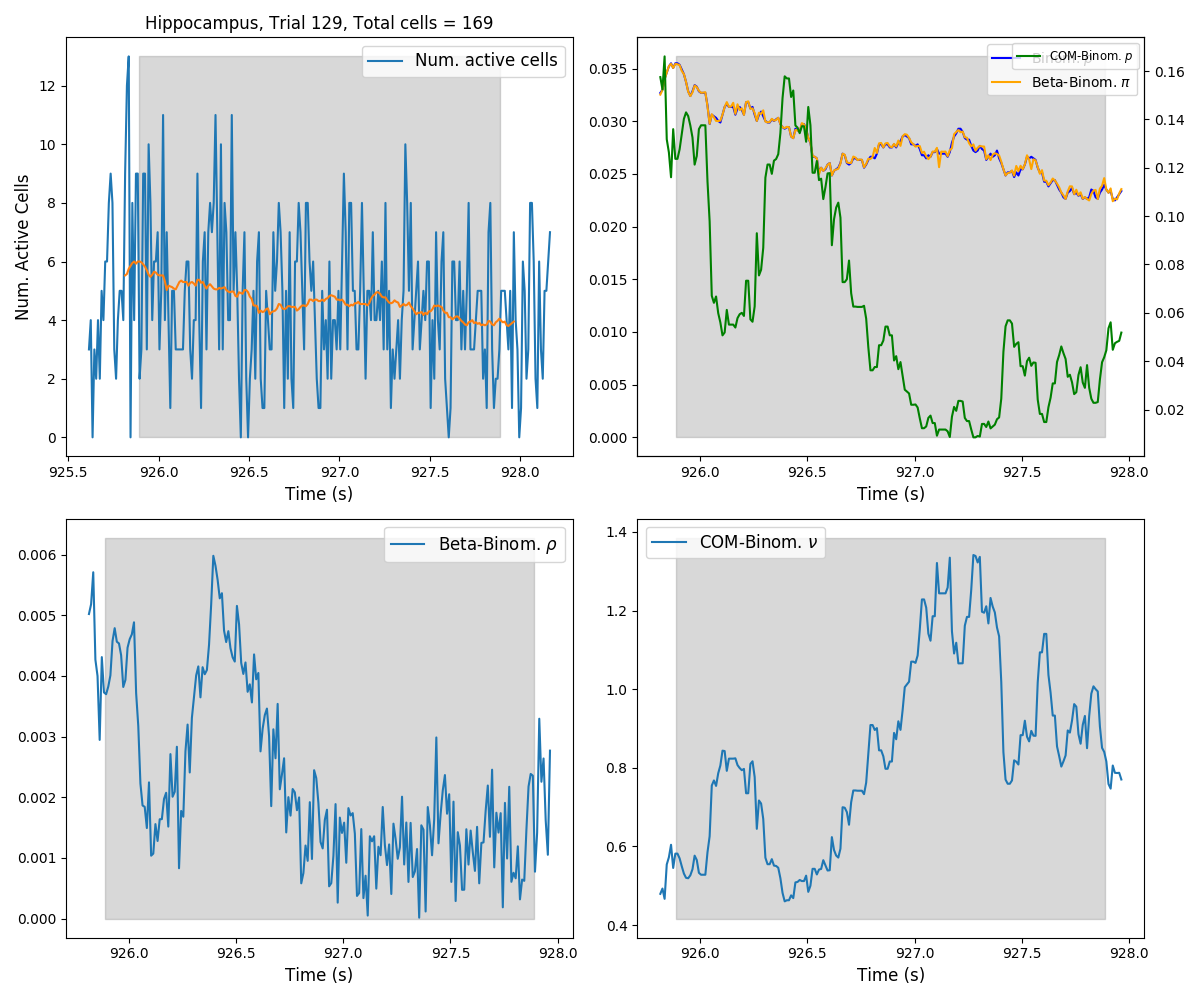 Hippocampus, Trial 129, Total cells = 169
Num. active cells
Num. Active Cells
12
10
8
6
4
2
0
925.5 926.0 926.5 927.0 927.5 928.0
Time (s)
COM-Binom. p
Beta-Binom. π
0.035
0.030
0.025
0.020
0.015
0.010
0.005
0.000
0.16
0.14
0.12
0.10
0.08
0.06
0.04
0.02
926.0 926.5 927.0 927.5 928.0
Time (s)
Beta-Binom. ρ
0.006
0.005
0.004
0.003
0.002
0.001
0.000
926.0 926.5 927.0 927.5 928.0
Time (s)
COM-Binom. ν
1.4
1.2
1.0
0.8
0.6
0.4
926.0 926.5 927.0 927.5 928.0
Time (s)